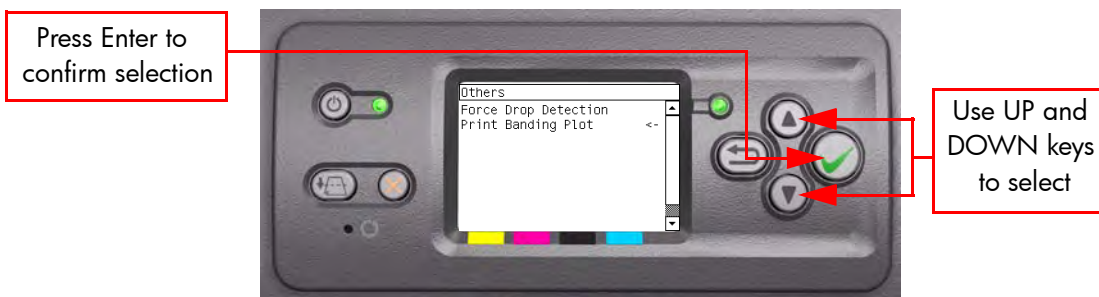 Press Enter to
confirm selection
Others
Force Drop Detection
Print Banding Plot <-
Use UP and
DOWN keys
to select